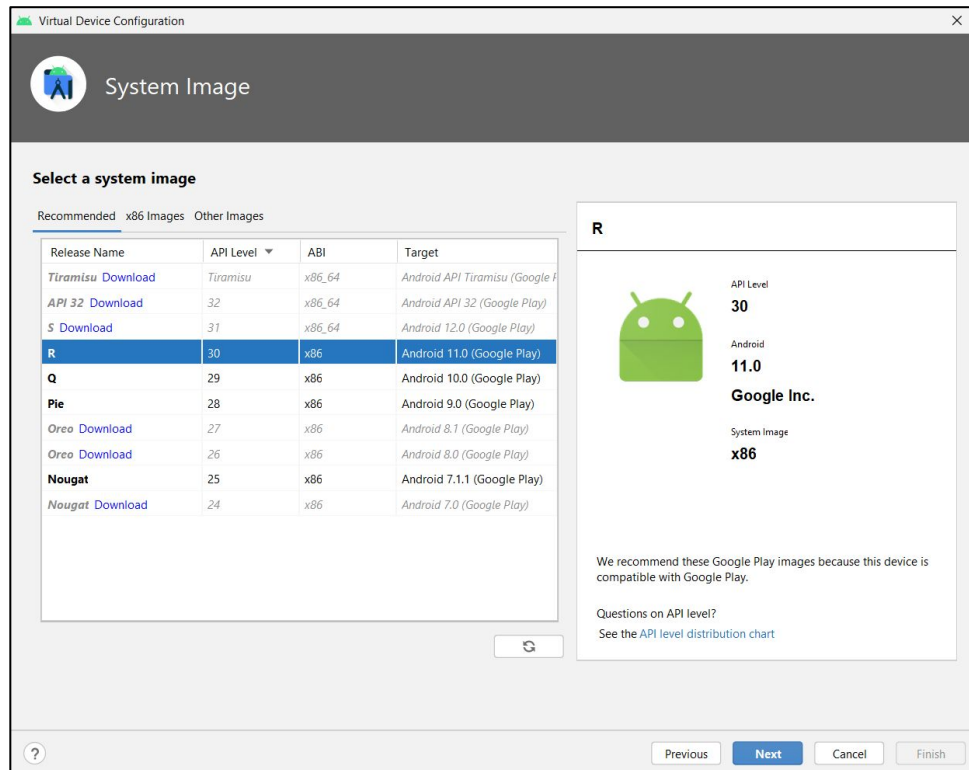 Virtual Device Configuration
System Image
Select a system image
Recommended x86 Images Other Images
Release Name API Level ABI Target
Tiramisu Download Tiramisu x86_64 Android API Tiramisu (Google P
API 32 Download 32 x86_64 Android API 32 (Google Play)
S Download 31 x86_64 Android 12.0 (Google Play)
R 30 x86 Android 11.0 (Google Play)
Q 29 x86 Android 10.0 (Google Play)
Pie 28 x86 Android 9.0 (Google Play)
Oreo Download 27 x86 Android 8.1 (Google Play)
Oreo Download 26 x86 Android 8.0 (Google Play)
Nougat 25 x86 Android 7.1.1 (Google Play)
Nougat Download 24 x86 Android 7.0 (Google Play)
R
API Level
30
Android
11.0
Google Inc.
System Image
x86
We recommend these Google Play images because this device is
compatible with Google Play.
Questions on API level?
See the API level distribution chart
? Previous Next Cancel Finish